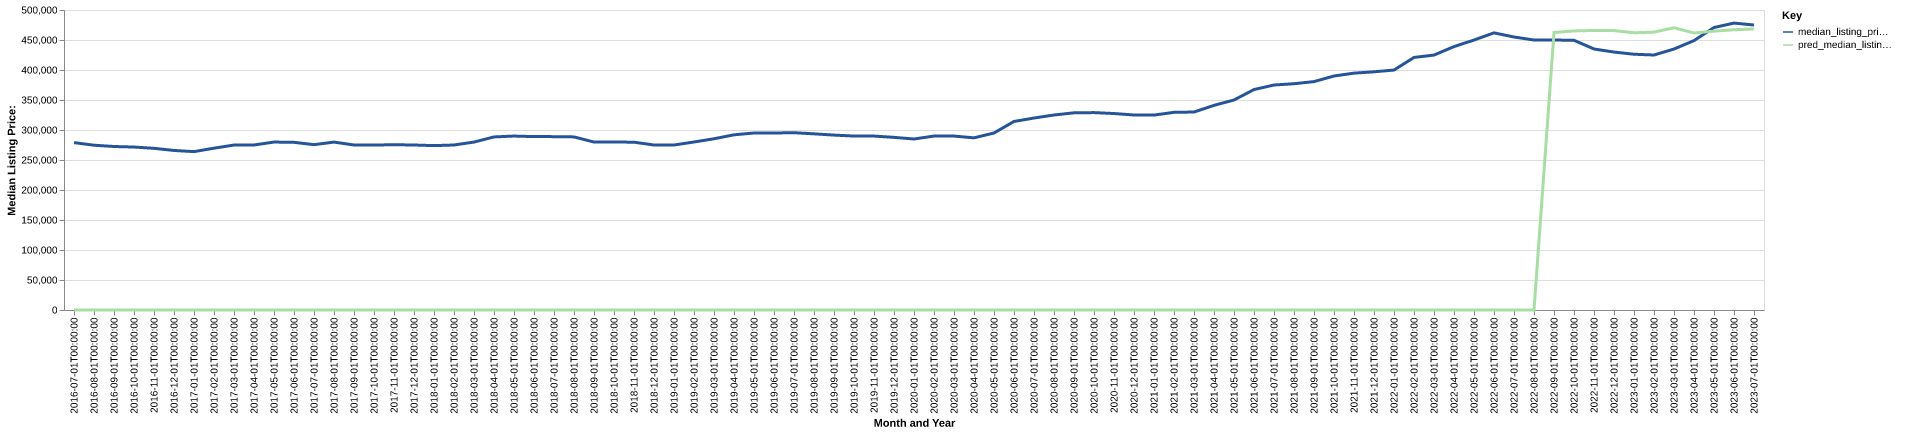 500,000
450,000
400,000
350,000
300,000
250,000
200,000
150,000
100,000
50,000
0
Median Listing Price:
2016-07-01T00:00:00
2016-08-01T00:00:00
2016-09-01T00:00:00
2016-10-01T00:00:00
2016-11-01T00:00:00
2016-12-01T00:00:00
2017-01-01T00:00:00
2017-02-01T00:00:00
2017-03-01T00:00:00
2017-04-01T00:00:00
2017-05-01T00:00:00
2017-06-01T00:00:00
2017-07-01T00:00:00
2017-08-01T00:00:00
2017-09-01T00:00:00
2017-10-01T00:00:00
2017-11-01T00:00:00
2017-12-01T00:00:00
2018-01-01T00:00:00
2018-02-01T00:00:00
2018-03-01T00:00:00
2018-04-01T00:00:00
2018-05-01T00:00:00
2018-06-01T00:00:00
2018-07-01T00:00:00
2018-08-01T00:00:00
2018-09-01T00:00:00
2018-10-01T00:00:00
2018-11-01T00:00:00
2018-12-01T00:00:00
2019-01-01T00:00:00
2019-02-01T00:00:00
2019-03-01T00:00:00
2019-04-01T00:00:00
2019-05-01T00:00:00
2019-06-01T00:00:00
2019-07-01T00:00:00
2019-08-01T00:00:00
2019-09-01T00:00:00
2019-10-01T00:00:00
2019-11-01T00:00:00
2019-12-01T00:00:00
2020-01-01T00:00:00
2020-02-01T00:00:00
2020-03-01T00:00:00
2020-04-01T00:00:00
2020-05-01T00:00:00
2020-06-01T00:00:00
2020-07-01T00:00:00
2020-08-01T00:00:00
2020-09-01T00:00:00
2020-10-01T00:00:00
2020-11-01T00:00:00
2020-12-01T00:00:00
2021-01-01T00:00:00
2021-02-01T00:00:00
2021-03-01T00:00:00
2021-04-01T00:00:00
2021-05-01T00:00:00
2021-06-01T00:00:00
2021-07-01T00:00:00
2021-08-01T00:00:00
2021-09-01T00:00:00
2021-10-01T00:00:00
2021-11-01T00:00:00
2021-12-01T00:00:00
2022-01-01T00:00:00
2022-02-01T00:00:00
2022-03-01T00:00:00
2022-04-01T00:00:00
2022-05-01T00:00:00
2022-06-01T00:00:00
2022-07-01T00:00:00
2022-08-01T00:00:00
2022-09-01T00:00:00
2022-10-01T00:00:00
2022-11-01T00:00:00
2022-12-01T00:00:00
2023-01-01T00:00:00
2023-02-01T00:00:00
2023-03-01T00:00:00
2023-04-01T00:00:00
2023-05-01T00:00:00
2023-06-01T00:00:00
2023-07-01T00:00:00
Month and Year
Key
median_listing_pri…
pred_median_listin…